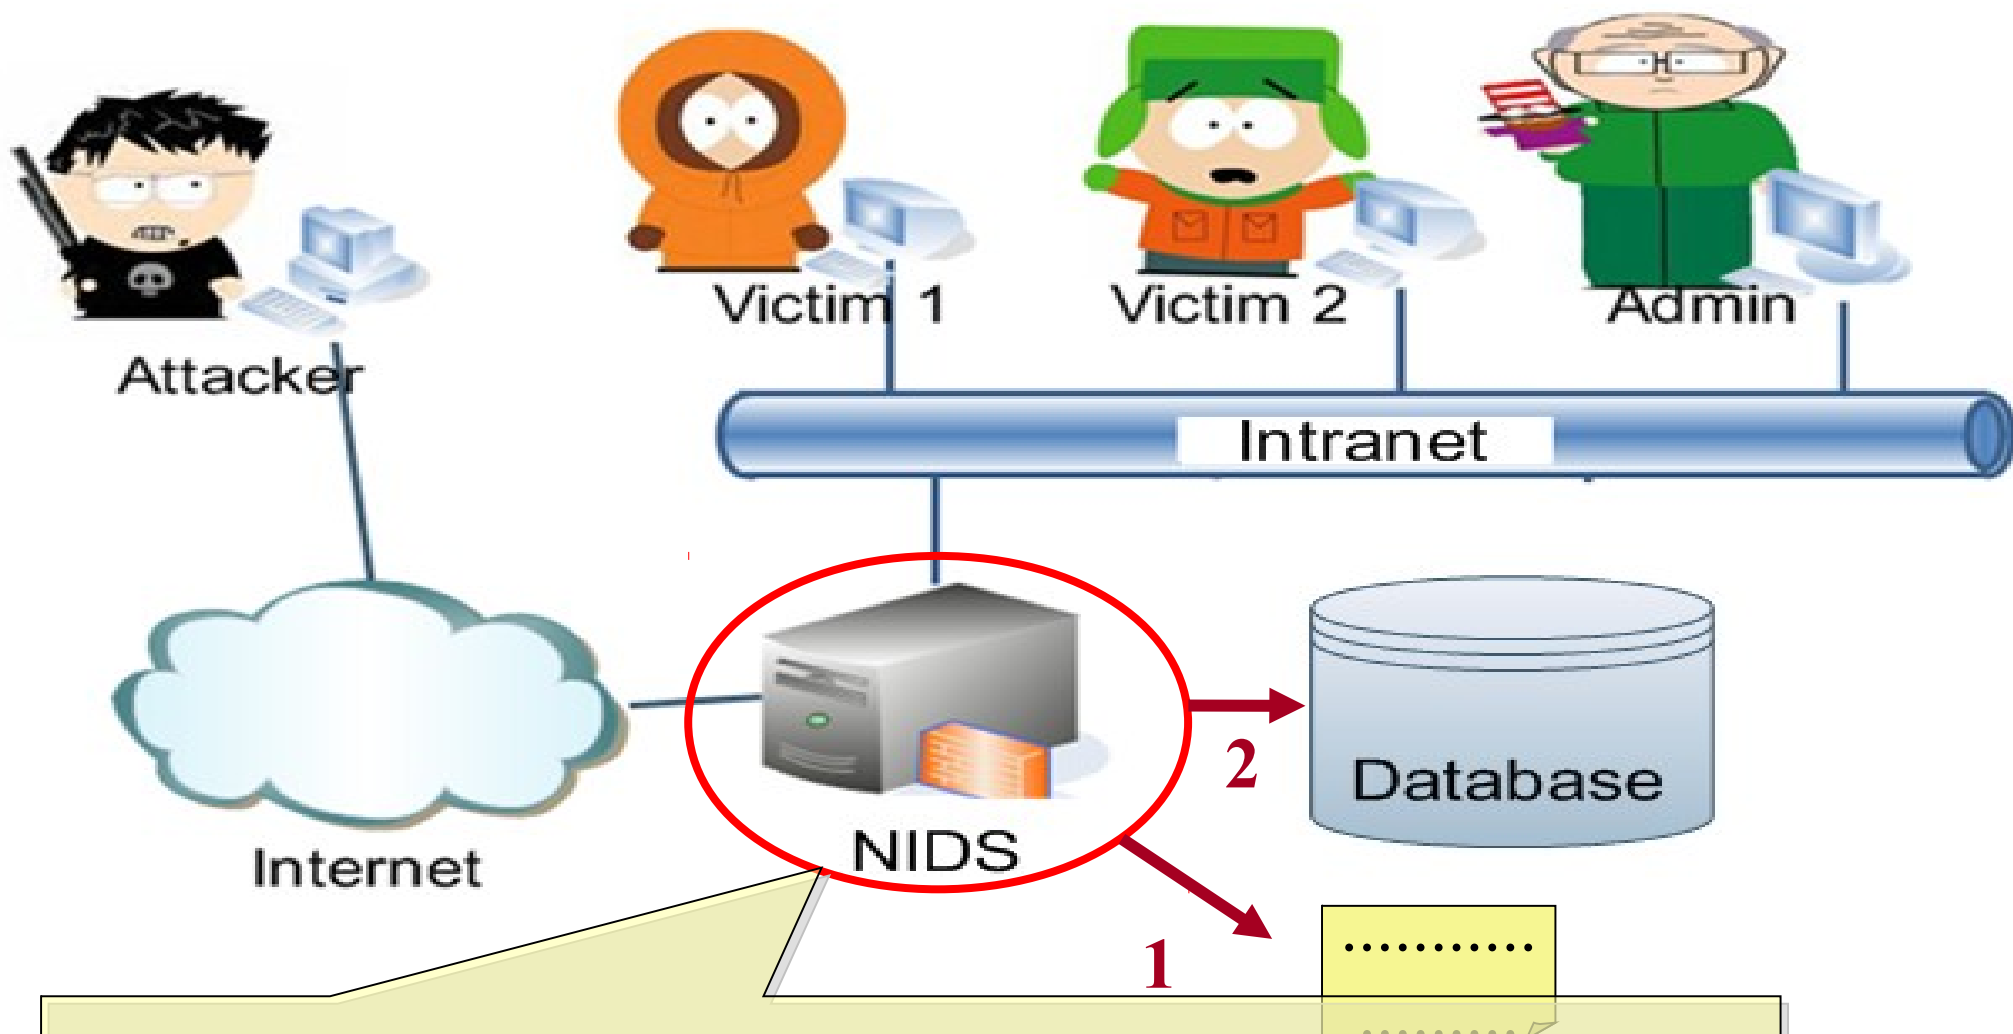 Victim 1
Victim 2
Admin
Attacker
Intranet
2
Database
NIDS
Internet
1
...........
.........